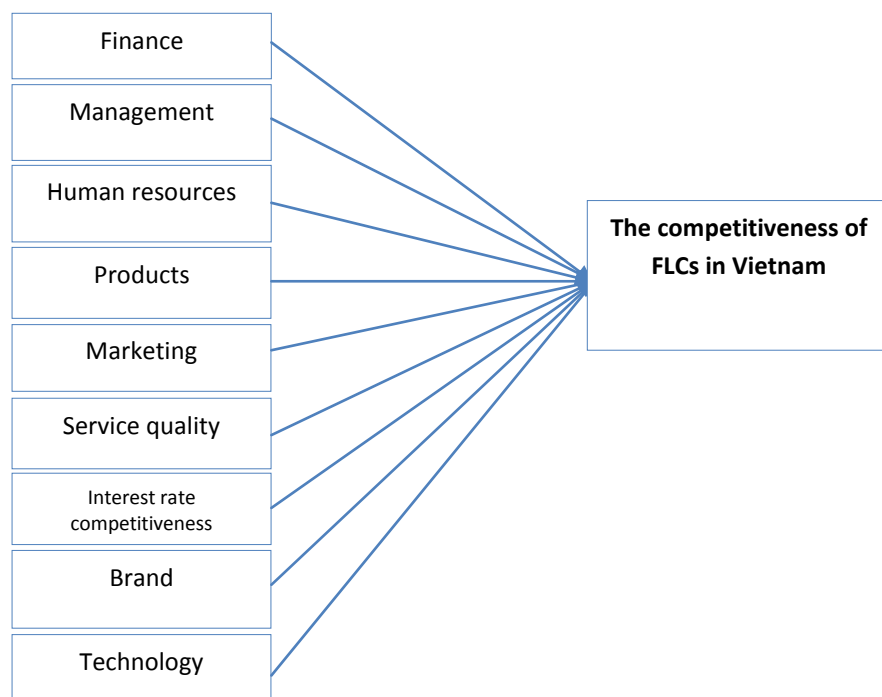 Finance
Management
Human resources
Products
Marketing
Service quality
Interest rate
competitiveness
Brand
Technology
The competitiveness of
FLCs in Vietnam